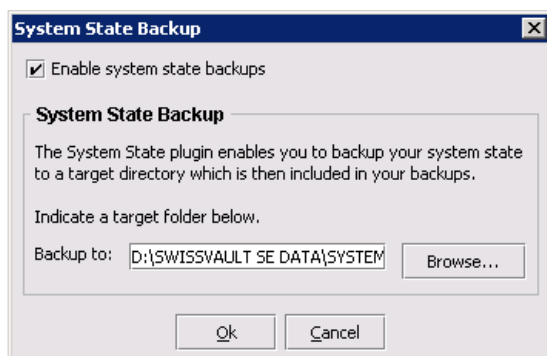 System State Backup
Enable system state backups
System State Backup
The System State plugin enables you to backup your system state
to a target directory which is then included in your backups.
Indicate a target folder below.
Backup to: D:\SWISSVAULT SE DATA\SYSTEM Browse...
Ok Cancel